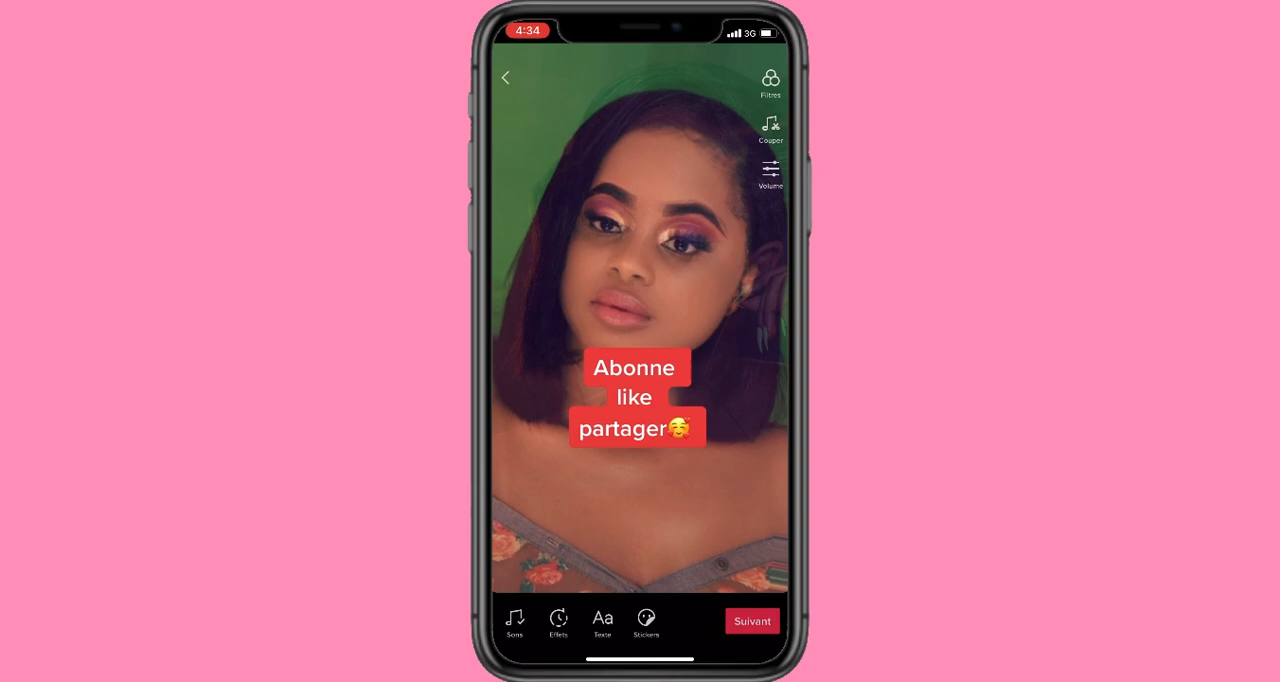 4:34
3G
Filtres
Couper
Volume
Abonne
like
partager🥰
Sons
Effets
Texte
Stickers
Suivant